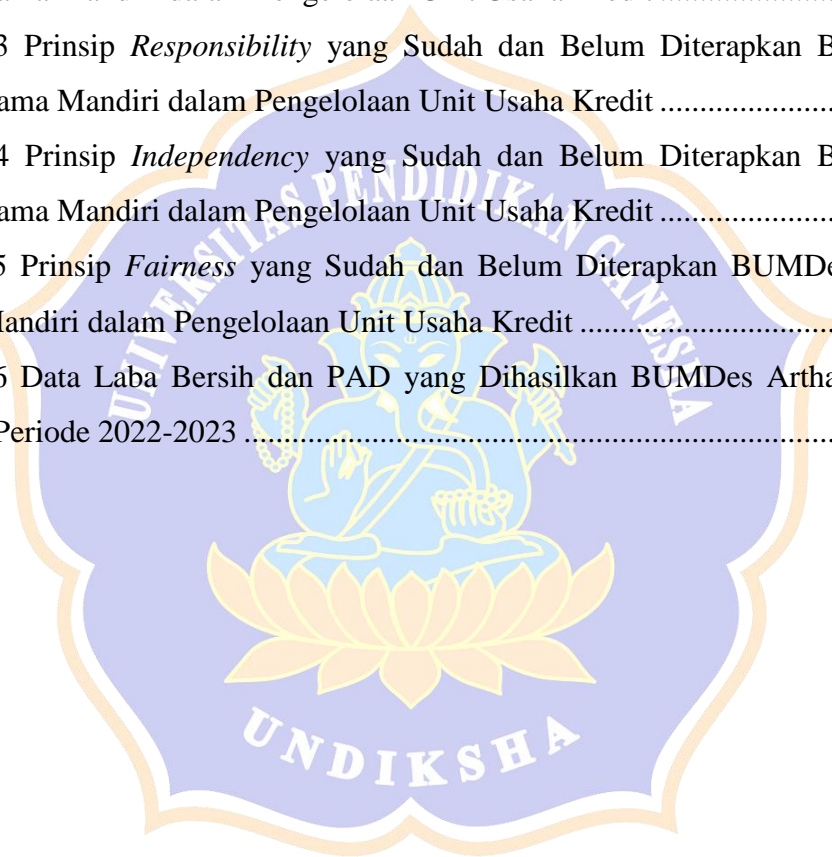 3 Prinsip Responsibility yang Sudah dan Belum Diterapkan B
ama Mandiri dalam Pengelolaan Unit Usaha Kredit ......................
4 Prinsip Independency yang Sudah dan Belum Diterapkan B
ama Mandiri dalam Pengelolaan Unit Usaha Kredit ......................
5 Prinsip Fairness yang Sudah dan Belum Diterapkan BUMDe
Mandiri dalam Pengelolaan Unit Usaha Kredit ..................................
6 Data Laba Bersih dan PAD yang Dihasilkan BUMDes Artha
Periode 2022-2023 ..............................................................................
UNIVERSITAS PENDIDIKAN GANESHA
UNDIKSHA